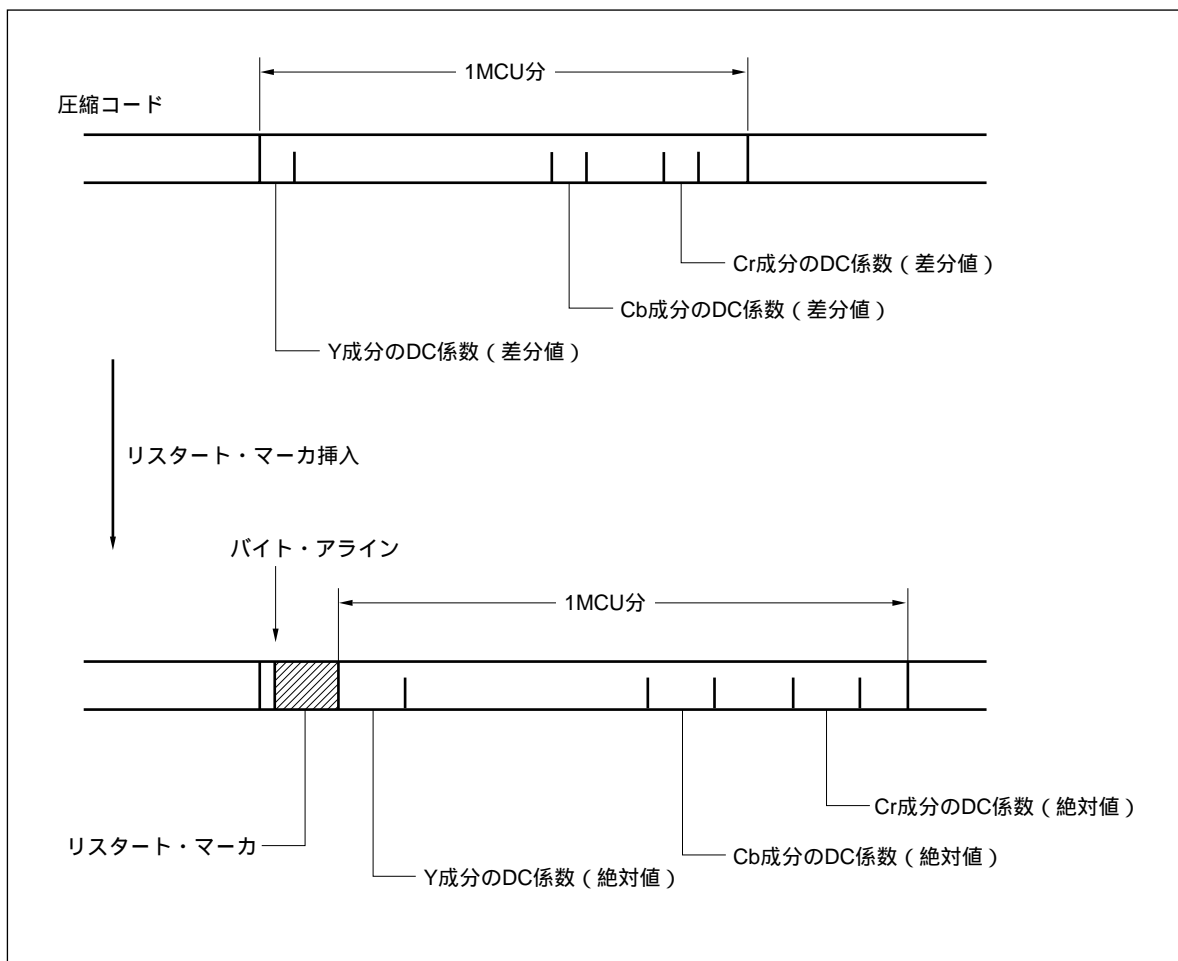 1MCU分
圧縮コード
Cr成分のDC係数（差分値）
Cb成分のDC係数（差分値）
Y成分のDC係数（差分値）
リスタート・マーカ挿入
バイト・アライン
1MCU分
Cr成分のDC係数（絶対値）
リスタート・マーカ
Cb成分のDC係数（絶対値）
Y成分のDC係数（絶対値）